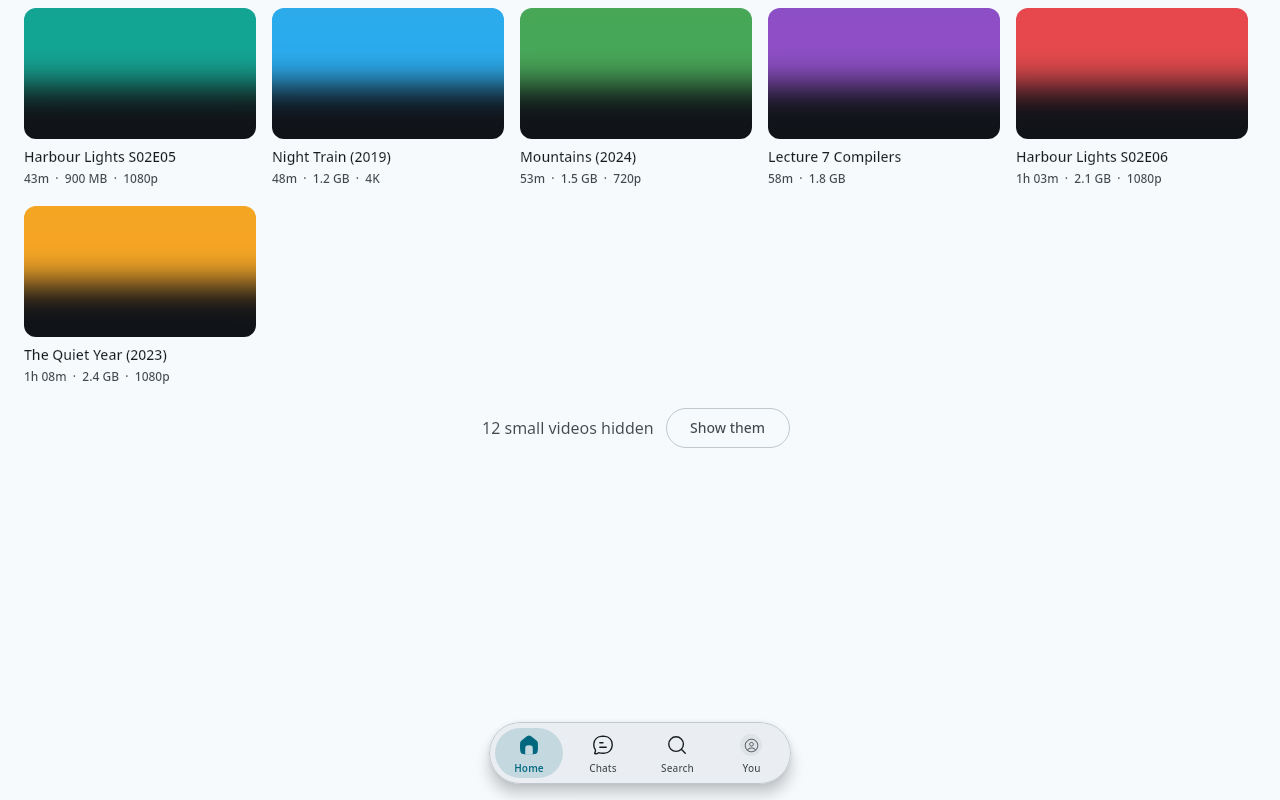 Harbour Lights S02E05
43m · 900 MB · 1080p
Night Train (2019)
48m · 1.2 GB · 4K
Mountains (2024)
53m · 1.5 GB · 720p
Lecture 7 Compilers
58m · 1.8 GB
Harbour Lights S02E06
1h 03m · 2.1 GB · 1080p
The Quiet Year (2023)
1h 08m · 2.4 GB · 1080p
12 small videos hidden
Show them
Home
Chats
Search
You